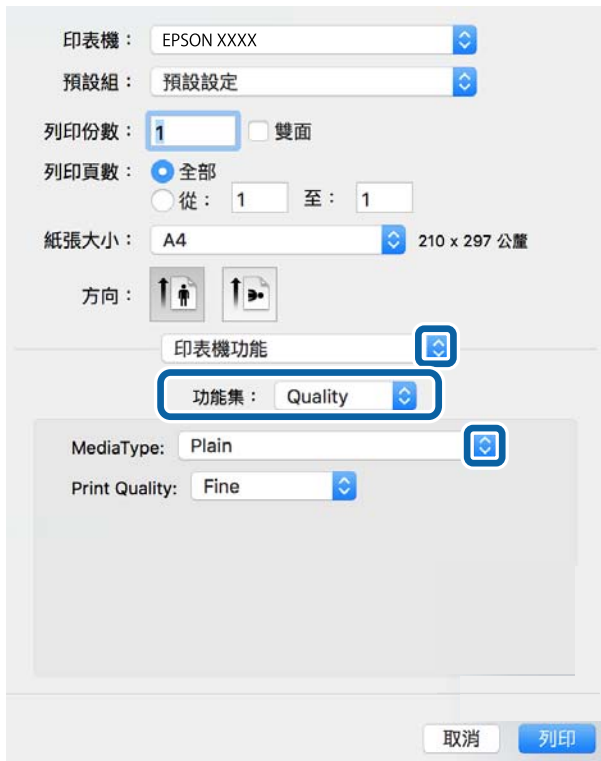 印表機： EPSON XXXX
預設組： 預設設定
列印份數： 1 雙面
列印頁數： 全部
從： 1 至： 1
紙張大小： A4 210 x 297 公釐
方向：
印表機功能
功能集： Quality
MediaType: Plain
Print Quality: Fine
取消 列印